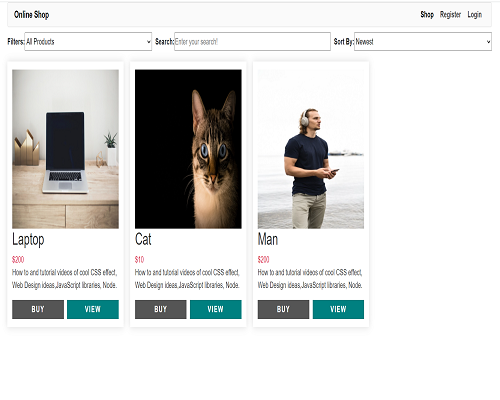 Online Shop
Shop Register Login
Filters: All Products Search: Enter your search! Sort By: Newest
Laptop
$200
How to and tutorial videos of cool CSS effect,
Web Design ideas,JavaScript libraries, Node.
BUY VIEW
Cat
$10
How to and tutorial videos of cool CSS effect,
Web Design ideas,JavaScript libraries, Node.
BUY VIEW
Man
$200
How to and tutorial videos of cool CSS effect,
Web Design ideas,JavaScript libraries, Node.
BUY VIEW